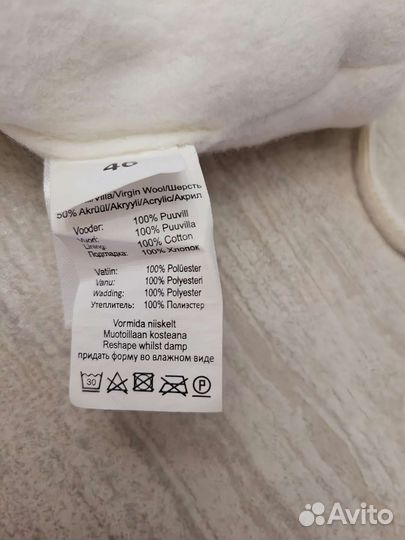 46
Villa/Virgin Wool/Шерсть
50% Akrüül/Akryyli/Acrylic/Акрил
Vooder: 100% Puuvill
Vuori: 100% Puuvilla
Lining: 100% Cotton
Подкладка: 100% Хлопок
Vatiin: 100% Polüester
Vanu: 100% Polyesteri
Wadding: 100% Polyester
Утеплитель: 100% Полиэстер
Vormida niiskelt
Muotoillaan kosteana
Reshape whilst damp
придать форму во влажном виде
30 P
Avito